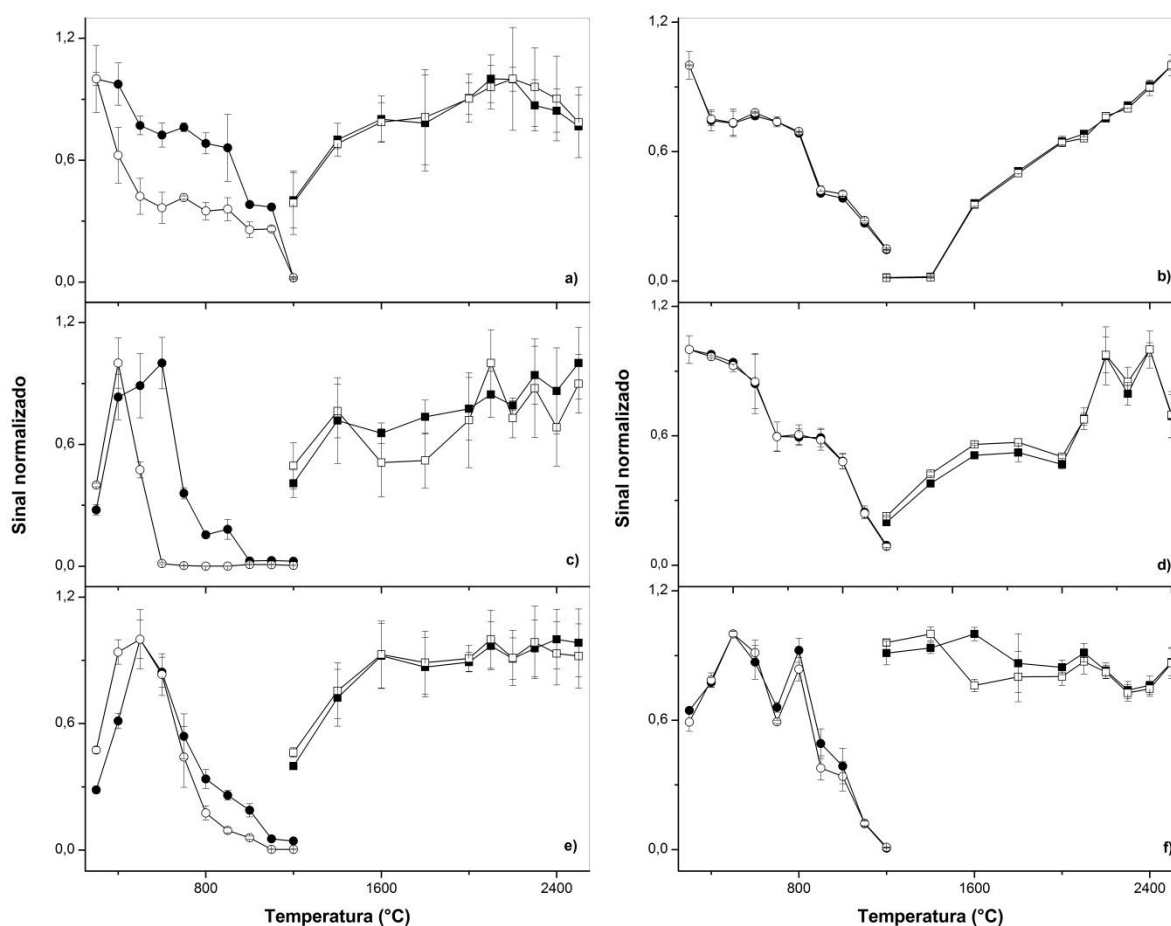 1,2
0,6
0,0
a)
b)
Sinal normalizado
1,2
0,6
0,0
c)
d)
1,2
0,6
0,0
e)
800
1600
2400
Temperatura (°C)
1,2
0,6
0,0
Sinal normalizado
1,2
0,6
0,0
1,2
0,6
0,0
f)
800
1600
2400
Temperatura (°C)